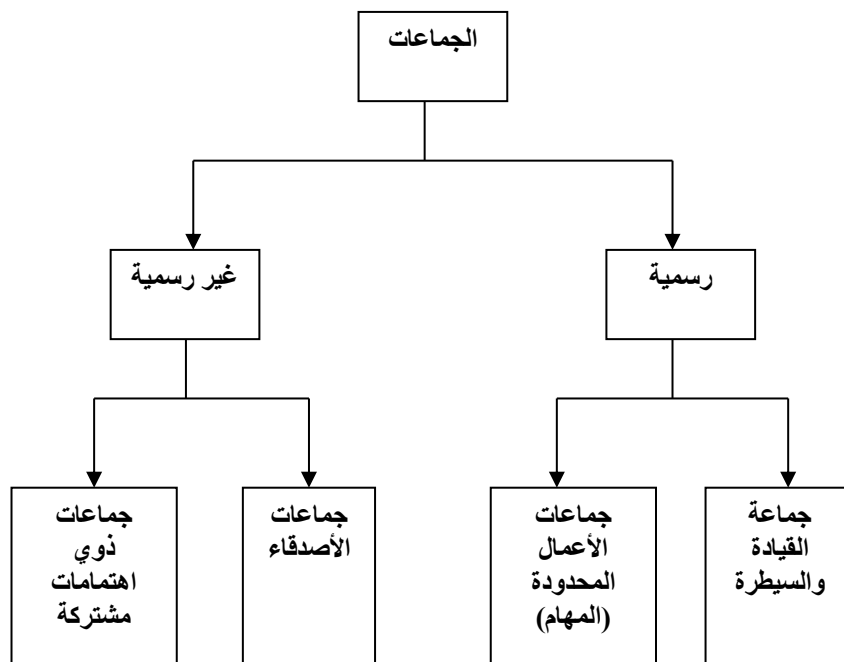 الجماعات
رسمية
غير رسمية
جماعة
القيادة
والسيطرة
جماعات
الأعمال
المحدودة
(المهام)
جماعات
الأصدقاء
جماعات
ذوي
اهتمامات
مشتركة